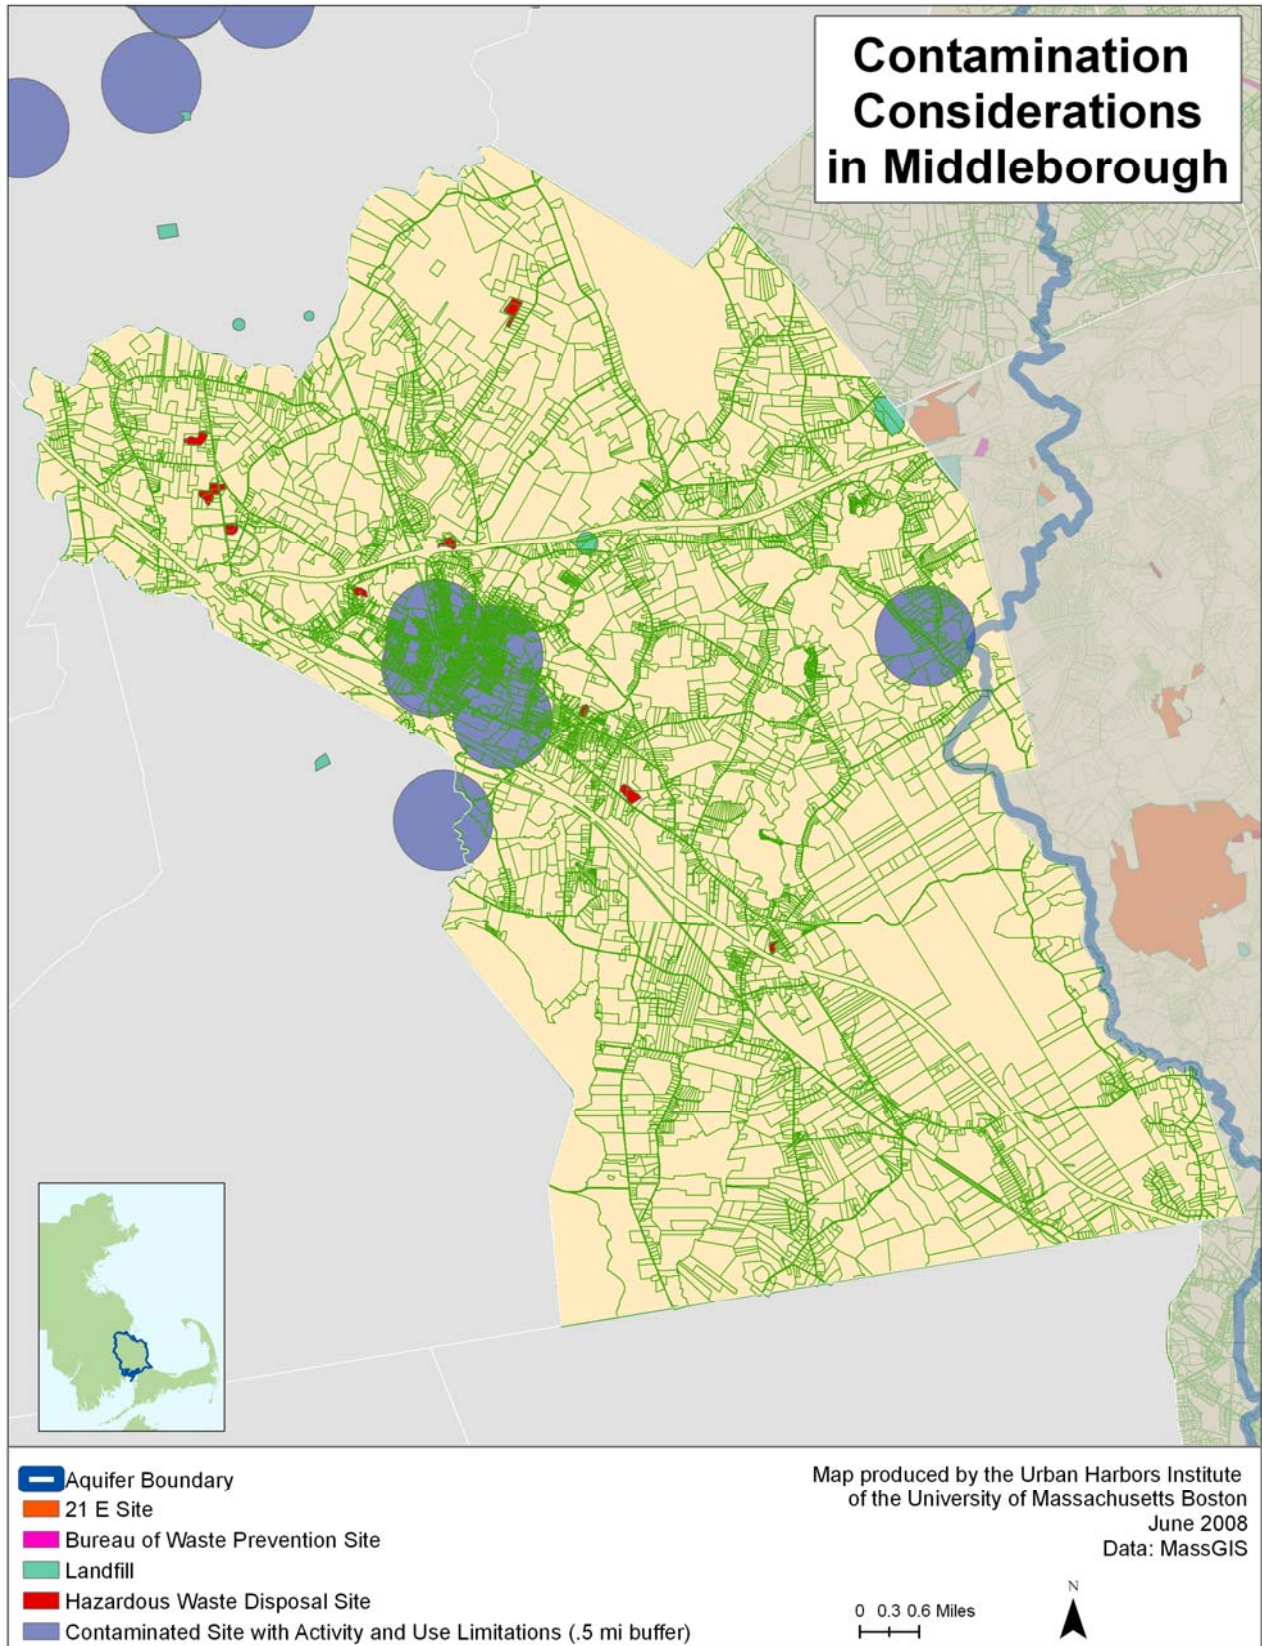 Contamination
Considerations
in Middleborough
Aquifer Boundary
21 E Site
Bureau of Waste Prevention Site
Landfill
Hazardous Waste Disposal Site
Contaminated Site with Activity and Use Limitations (.5 mi buffer)
Map produced by the Urban Harbors Institute
of the University of Massachusetts Boston
June 2008
Data: MassGIS
N
0 0.3 0.6 Miles